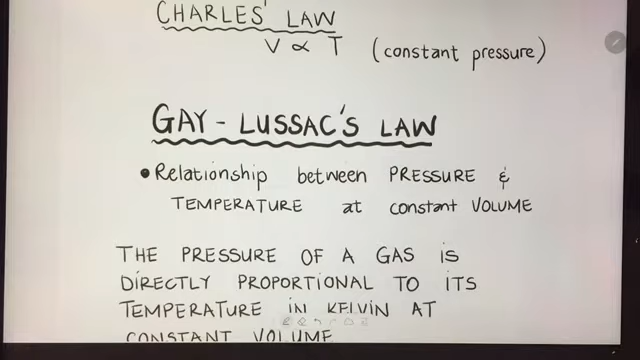 CHARLES' LAW
V ∝ T (constant pressure)
GAY-LUSSAC'S LAW
• Relationship between PRESSURE &
TEMPERATURE at constant VOLUME
THE PRESSURE OF A GAS IS
DIRECTLY PROPORTIONAL TO ITS
TEMPERATURE IN KELVIN AT
CONSTANT VOLUME